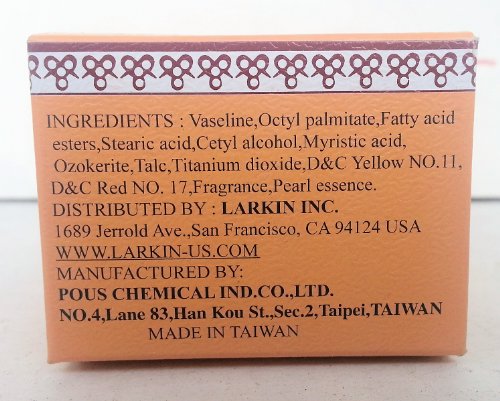 INGREDIENTS : Vaseline,Octyl palmitate,Fatty acid
esters,Stearic acid,Cetyl alcohol,Myristic acid,
Ozokerite,Talc,Titanium dioxide,D&C Yellow NO.11,
D&C Red NO. 17,Fragrance,Pearl essence.
DISTRIBUTED BY : LARKIN INC.
1689 Jerrold Ave.,San Francisco, CA 94124 USA
WWW.LARKIN-US.COM
MANUFACTURED BY:
POUS CHEMICAL IND.CO.,LTD.
NO.4,Lane 83,Han Kou St.,Sec.2,Taipei,TAIWAN
MADE IN TAIWAN